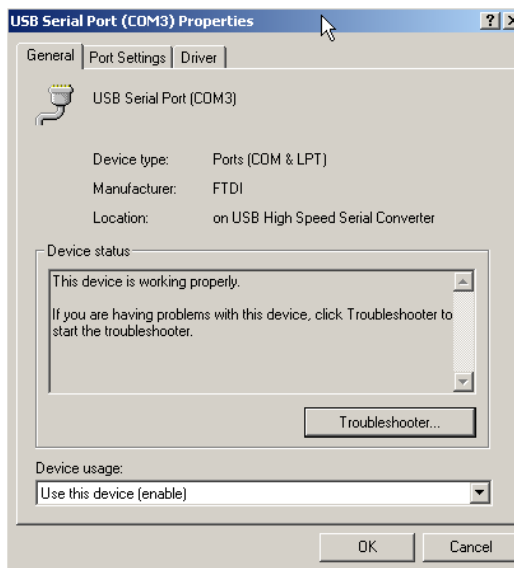 USB Serial Port (COM3) Properties
General Port Settings Driver
USB Serial Port (COM3)
Device type: Ports (COM & LPT)
Manufacturer: FTDI
Location: on USB High Speed Serial Converter
Device status
This device is working properly.
If you are having problems with this device, click Troubleshooter to
start the troubleshooter.
Troubleshooter...
Device usage:
Use this device (enable)
OK Cancel